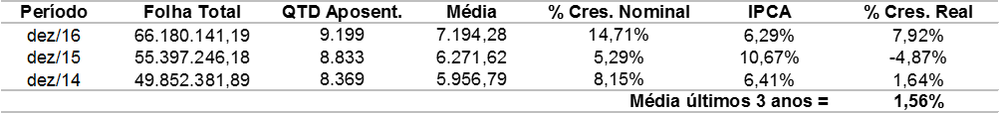 Período Folha Total QTD Aposent. Média % Cres. Nominal IPCA % Cres. Real
dez/16 66.180.141,19 9.199 7.194,28 14,71% 6,29% 7,92%
dez/15 55.397.246,18 8.833 6.271,62 5,29% 10,67% -4,87%
dez/14 49.852.381,89 8.369 5.956,79 8,15% 6,41% 1,64%
Média últimos 3 anos = 1,56%